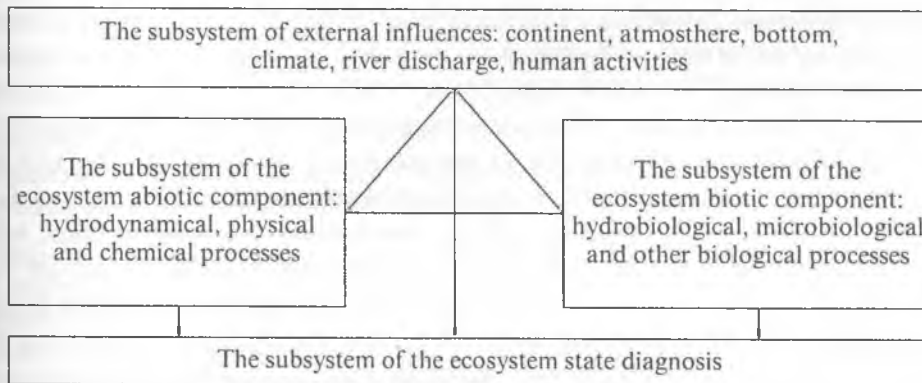 The subsystem of external influences: continent, atmosthere, bottom,
climate, river discharge, human activities
The subsystem of the
ecosystem abiotic component:
hydrodynamical, physical
and chemical processes
The subsystem of the
ecosystem biotic component:
hydrobiological, microbiological
and other biological processes
The subsystem of the ecosystem state diagnosis